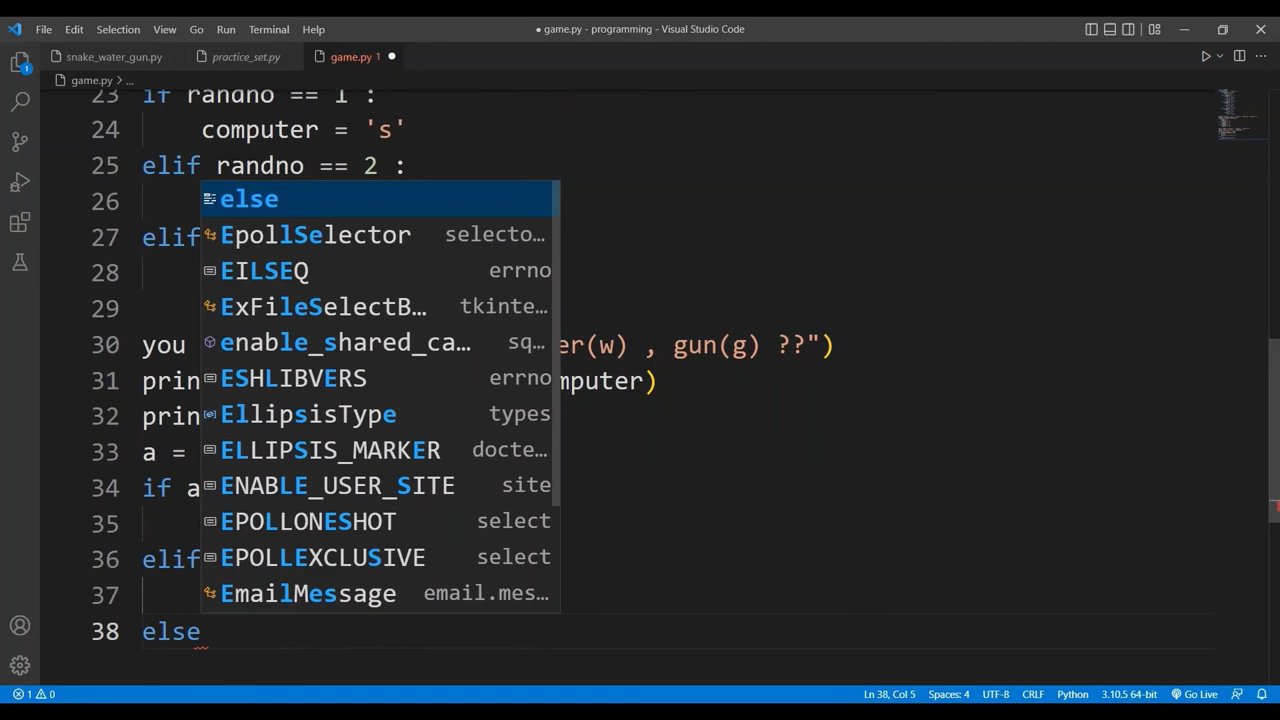 File Edit Selection View Go Run Terminal Help
● game.py - programming - Visual Studio Code
snake_water_gun.py practice_set.py game.py 1 ●
game.py > ...
23 if randno == 1 :
24 computer = 's'
25 elif randno == 2 :
26 else
EpollSelector selecto…
27 elif
EILSEQ errno
28
ExFileSelectB… tkinte…
29
30 you enable_shared_ca… sq… er(w) , gun(g) ??")
31 prin ESHLIBVERS errno mputer)
32 prin EllipsisType types
33 a = ELLIPSIS_MARKER docte…
34 if a ENABLE_USER_SITE site
35 EPOLLONESHOT select
36 elif EPOLLEXCLUSIVE select
37 EmailMessage email.mes…
38 else
1 0 Ln 38, Col 5 Spaces: 4 UTF-8 CRLF Python 3.10.5 64-bit Go Live
1